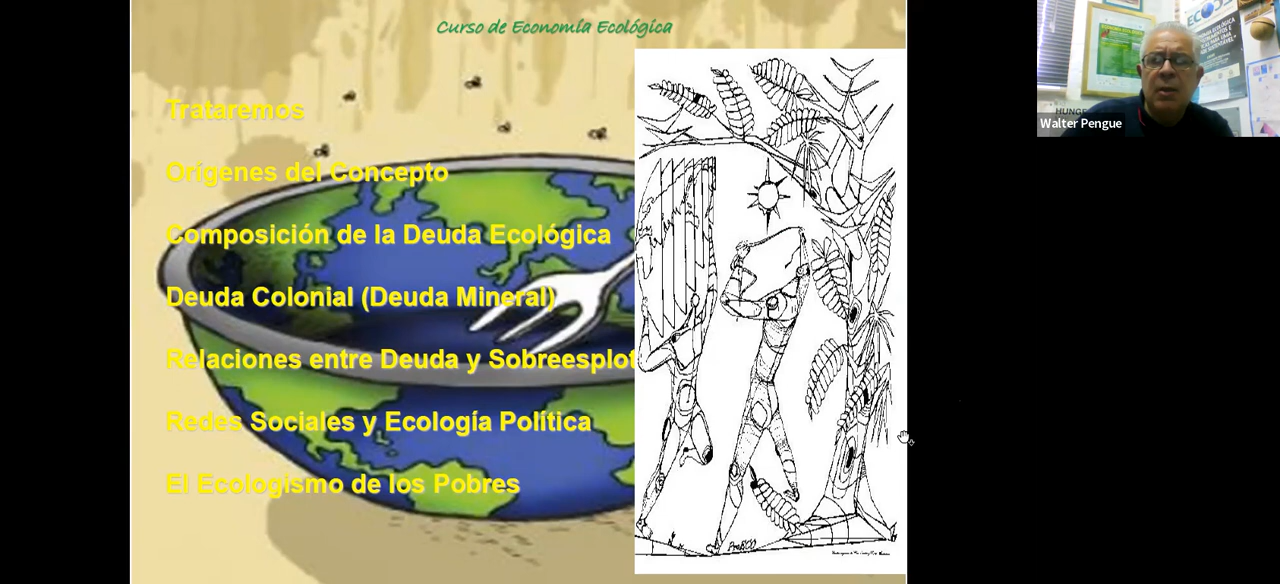 Curso de Economía Ecológica
Trataremos
Orígenes del Concepto
Composición de la Deuda Ecológica
Deuda Colonial (Deuda Mineral)
Relaciones entre Deuda y Sobreesplot
Redes Sociales y Ecología Política
El Ecologismo de los Pobres
Walter Pengue